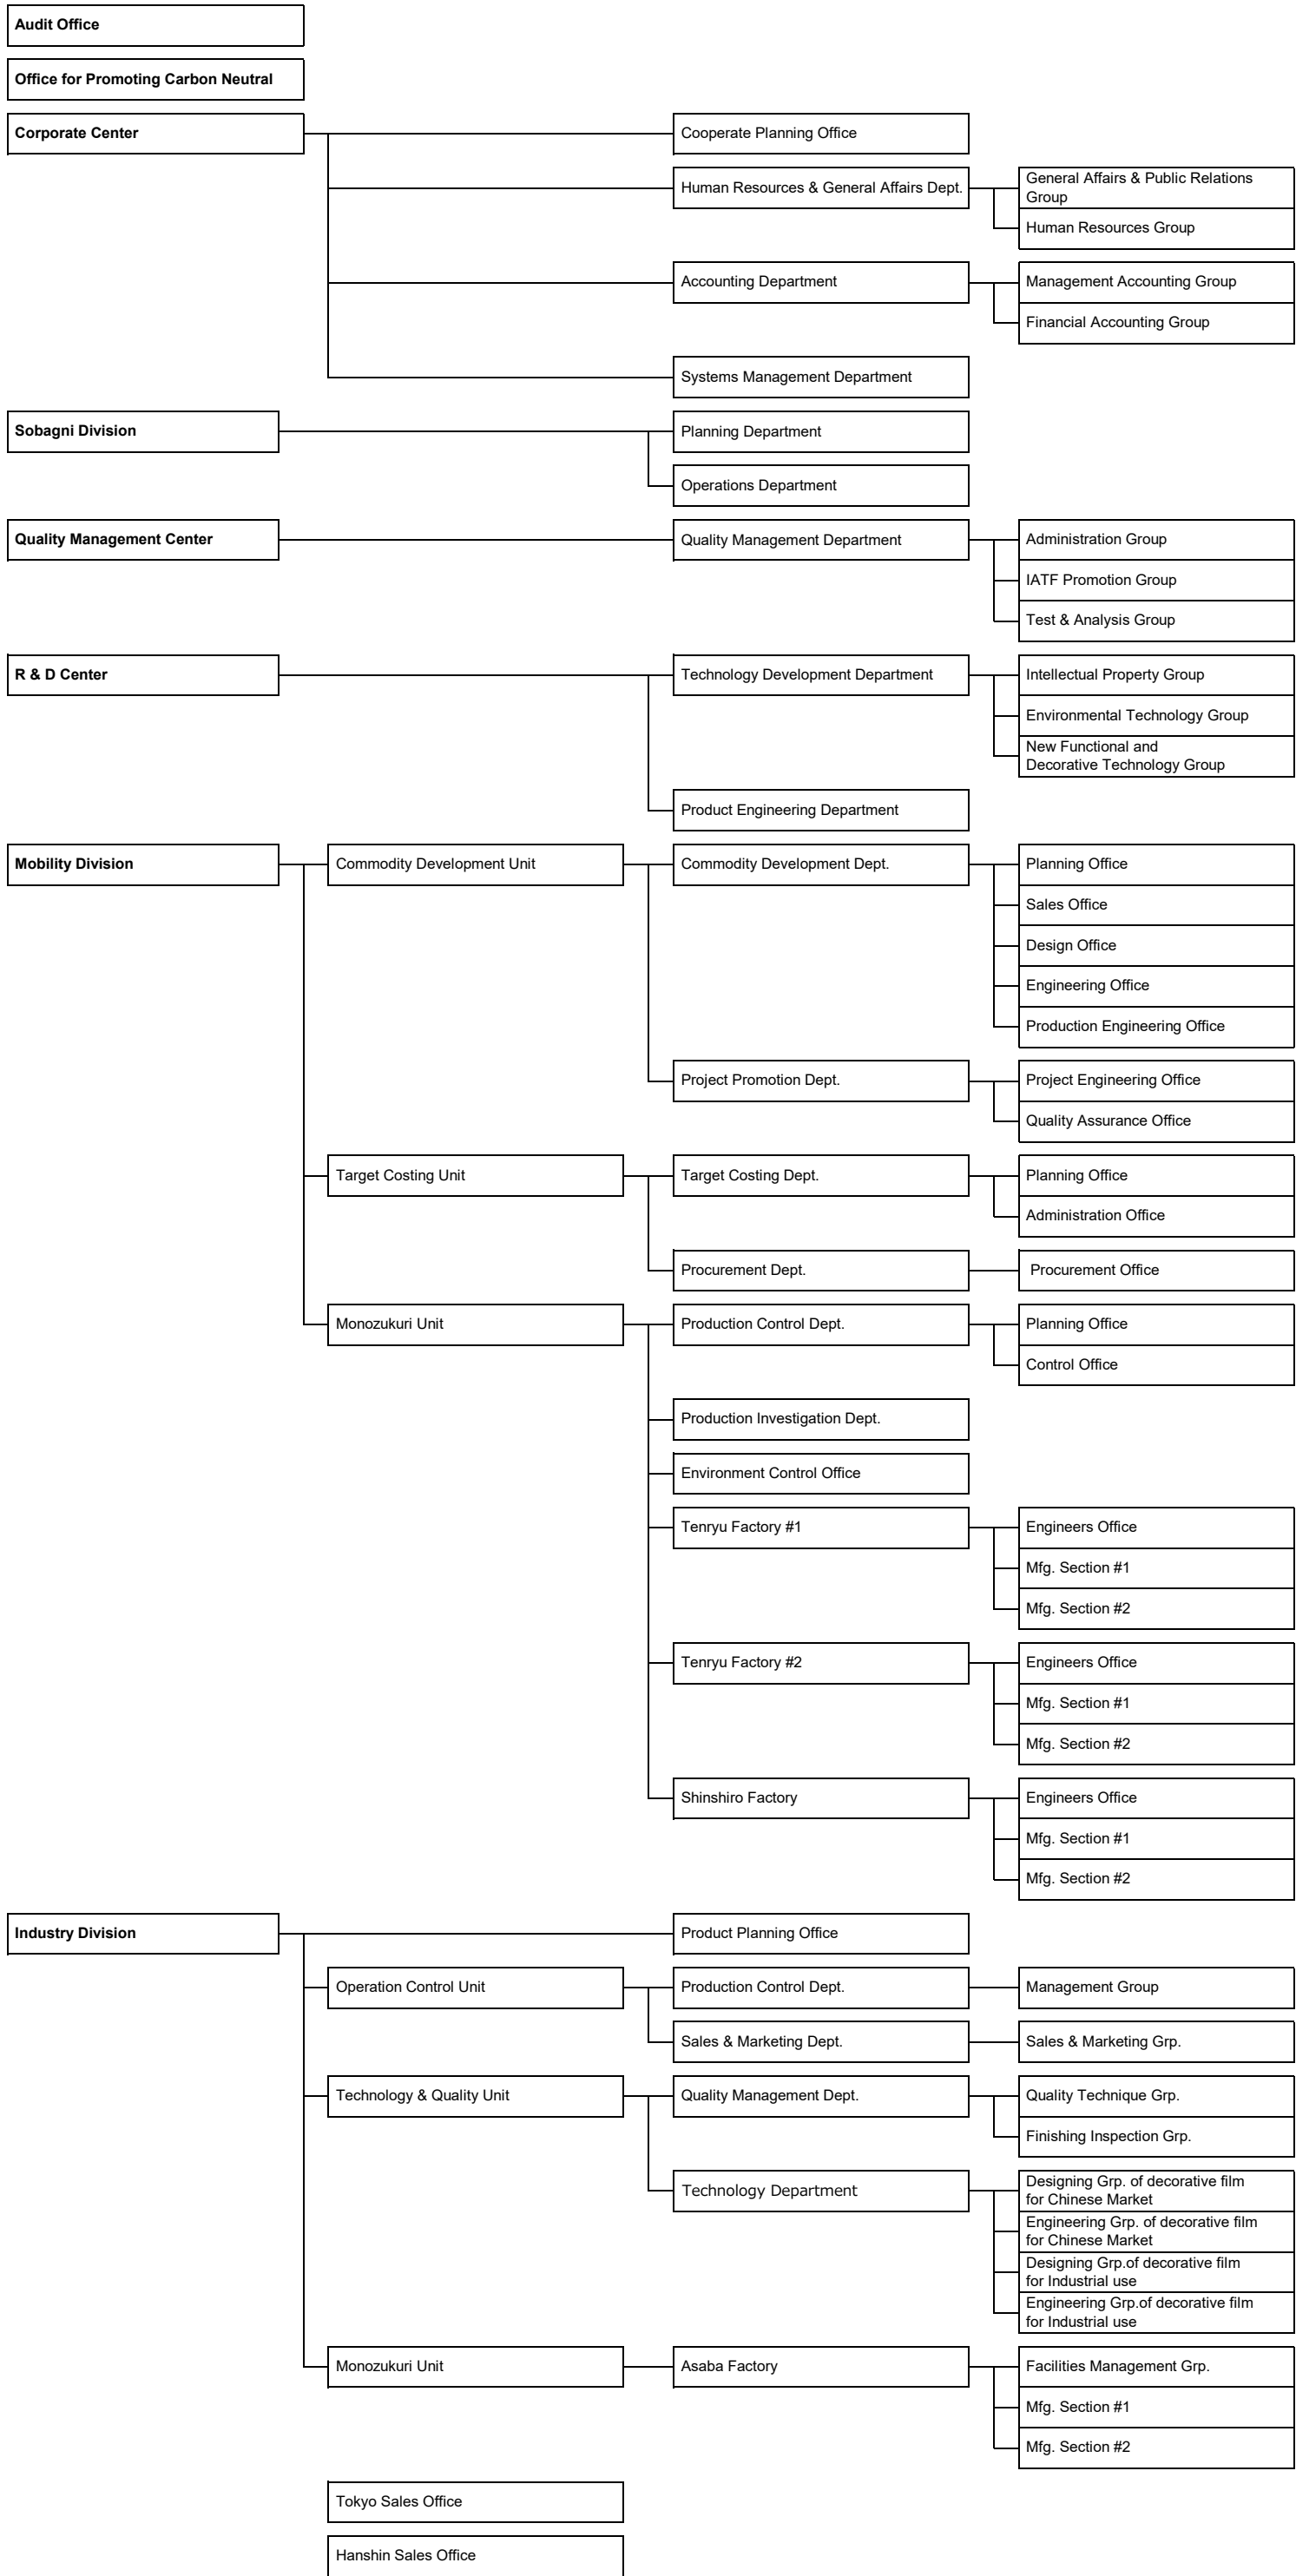 Audit Office
Office for Promoting Carbon Neutral
Corporate Center
Cooperate Planning Office
Human Resources & General Affairs Dept.
General Affairs & Public Relations
Group
Human Resources Group
Accounting Department
Management Accounting Group
Financial Accounting Group
Systems Management Department
Sobagni Division
Planning Department
Operations Department
Quality Management Center
Quality Management Department
Administration Group
IATF Promotion Group
Test & Analysis Group
R & D Center
Technology Development Department
Intellectual Property Group
Environmental Technology Group
New Functional and
Decorative Technology Group
Product Engineering Department
Mobility Division
Commodity Development Unit
Commodity Development Dept.
Planning Office
Sales Office
Design Office
Engineering Office
Production Engineering Office
Project Promotion Dept.
Project Engineering Office
Quality Assurance Office
Target Costing Unit
Target Costing Dept.
Planning Office
Administration Office
Procurement Dept.
Procurement Office
Monozukuri Unit
Production Control Dept.
Planning Office
Control Office
Production Investigation Dept.
Environment Control Office
Tenryu Factory #1
Engineers Office
Mfg. Section #1
Mfg. Section #2
Tenryu Factory #2
Engineers Office
Mfg. Section #1
Mfg. Section #2
Shinshiro Factory
Engineers Office
Mfg. Section #1
Mfg. Section #2
Industry Division
Product Planning Office
Operation Control Unit
Production Control Dept.
Management Group
Sales & Marketing Dept.
Sales & Marketing Grp.
Technology & Quality Unit
Quality Management Dept.
Quality Technique Grp.
Finishing Inspection Grp.
Technology Department
Designing Grp. of decorative film
for Chinese Market
Engineering Grp. of decorative film
for Chinese Market
Designing Grp.of decorative film
for Industrial use
Engineering Grp.of decorative film
for Industrial use
Monozukuri Unit
Asaba Factory
Facilities Management Grp.
Mfg. Section #1
Mfg. Section #2
Tokyo Sales Office
Hanshin Sales Office